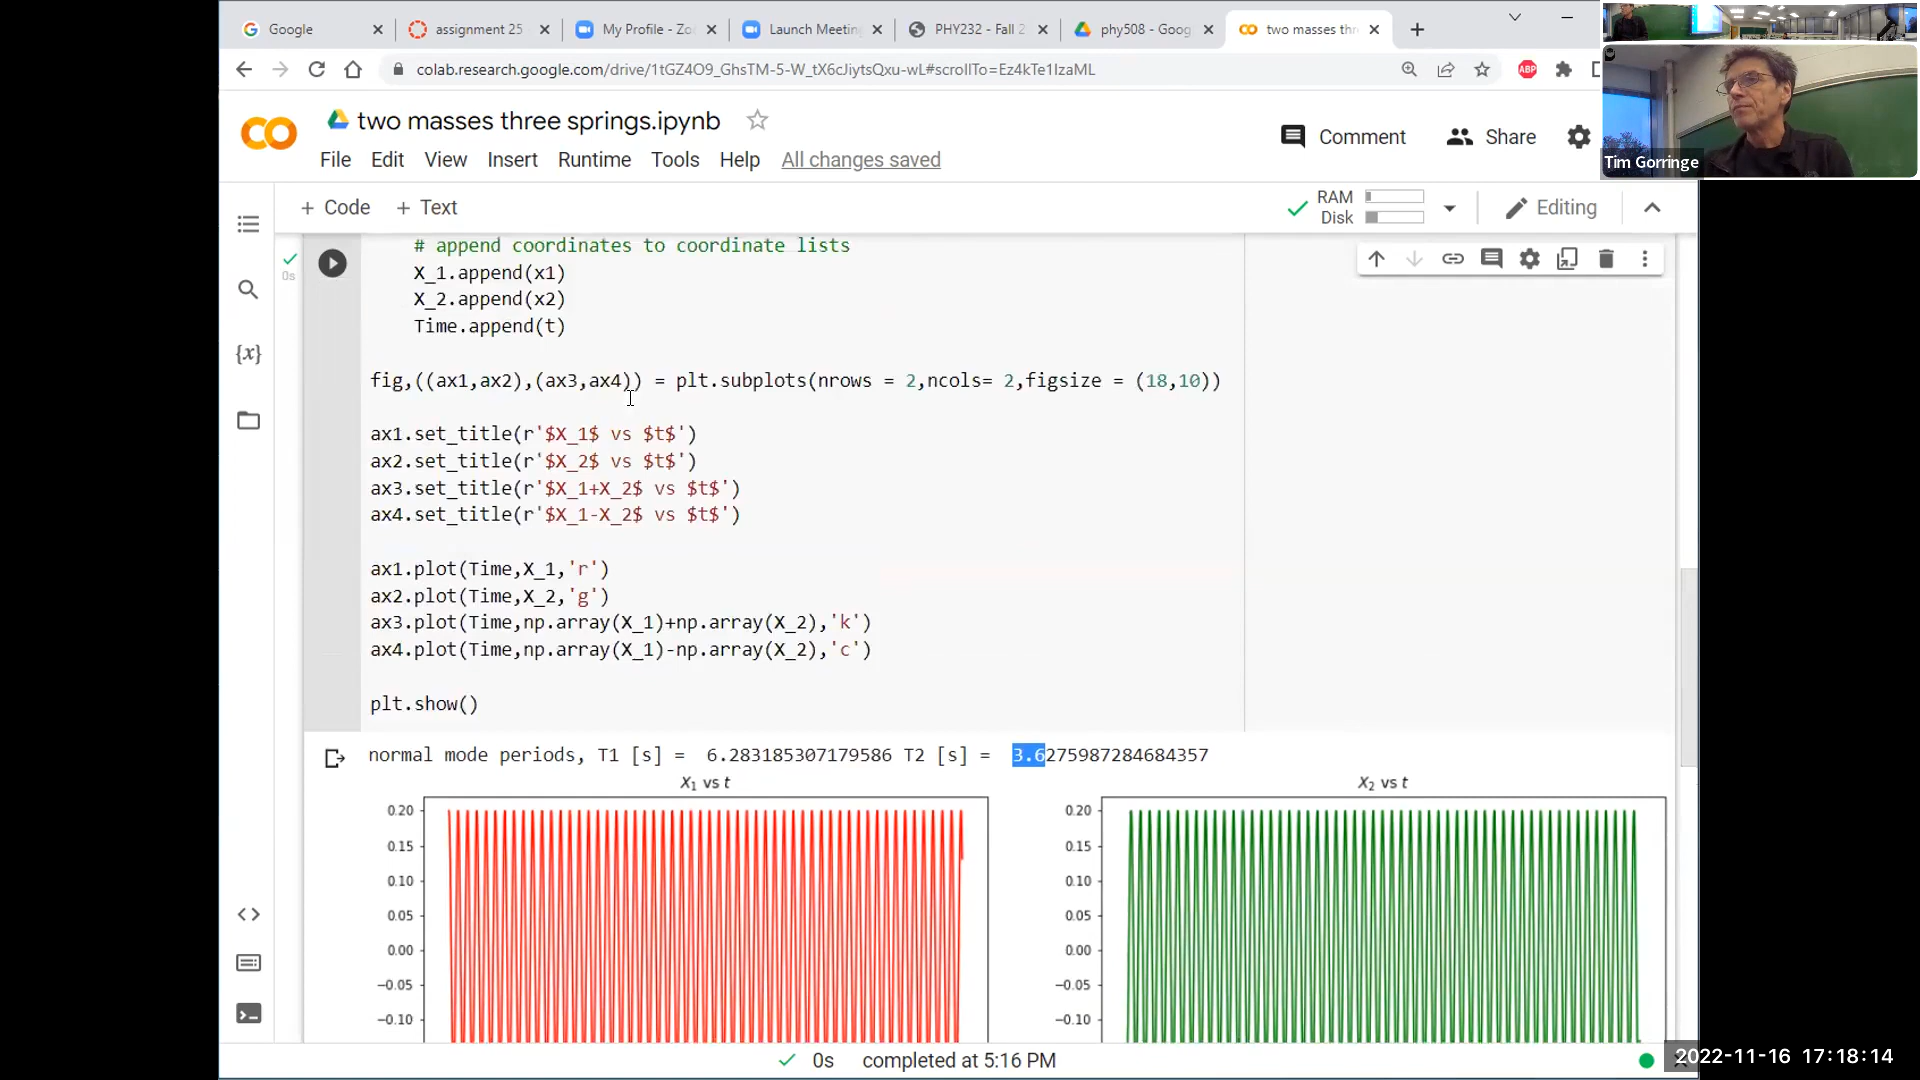 Google
assignment 25
My Profile - Zo
Launch Meetin
PHY232 - Fall 2
phy508 - Goog
two masses thr
colab.research.google.com/drive/1tGZ4O9_GhsTM-5-W_tX6cJiytsQxu-wL#scrollTo=Ez4kTe1IzaML
ABP
two masses three springs.ipynb
Comment
Share
File Edit View Insert Runtime Tools Help All changes saved
Tim Gorringe
+ Code + Text
RAM
Disk
Editing
0s
# append coordinates to coordinate lists
X_1.append(x1)
X_2.append(x2)
Time.append(t)
fig,((ax1,ax2),(ax3,ax4)) = plt.subplots(nrows = 2,ncols= 2,figsize = (18,10))
ax1.set_title(r'$X_1$ vs $t$')
ax2.set_title(r'$X_2$ vs $t$')
ax3.set_title(r'$X_1+X_2$ vs $t$')
ax4.set_title(r'$X_1-X_2$ vs $t$')
ax1.plot(Time,X_1,'r')
ax2.plot(Time,X_2,'g')
ax3.plot(Time,np.array(X_1)+np.array(X_2),'k')
ax4.plot(Time,np.array(X_1)-np.array(X_2),'c')
plt.show()
normal mode periods, T1 [s] = 6.283185307179586 T2 [s] = 3.6275987284684357
X1 vs t
0.20
0.15
0.10
0.05
0.00
−0.05
−0.10
X2 vs t
0.20
0.15
0.10
0.05
0.00
−0.05
−0.10
{x}
0s completed at 5:16 PM
2022-11-16 17:18:14